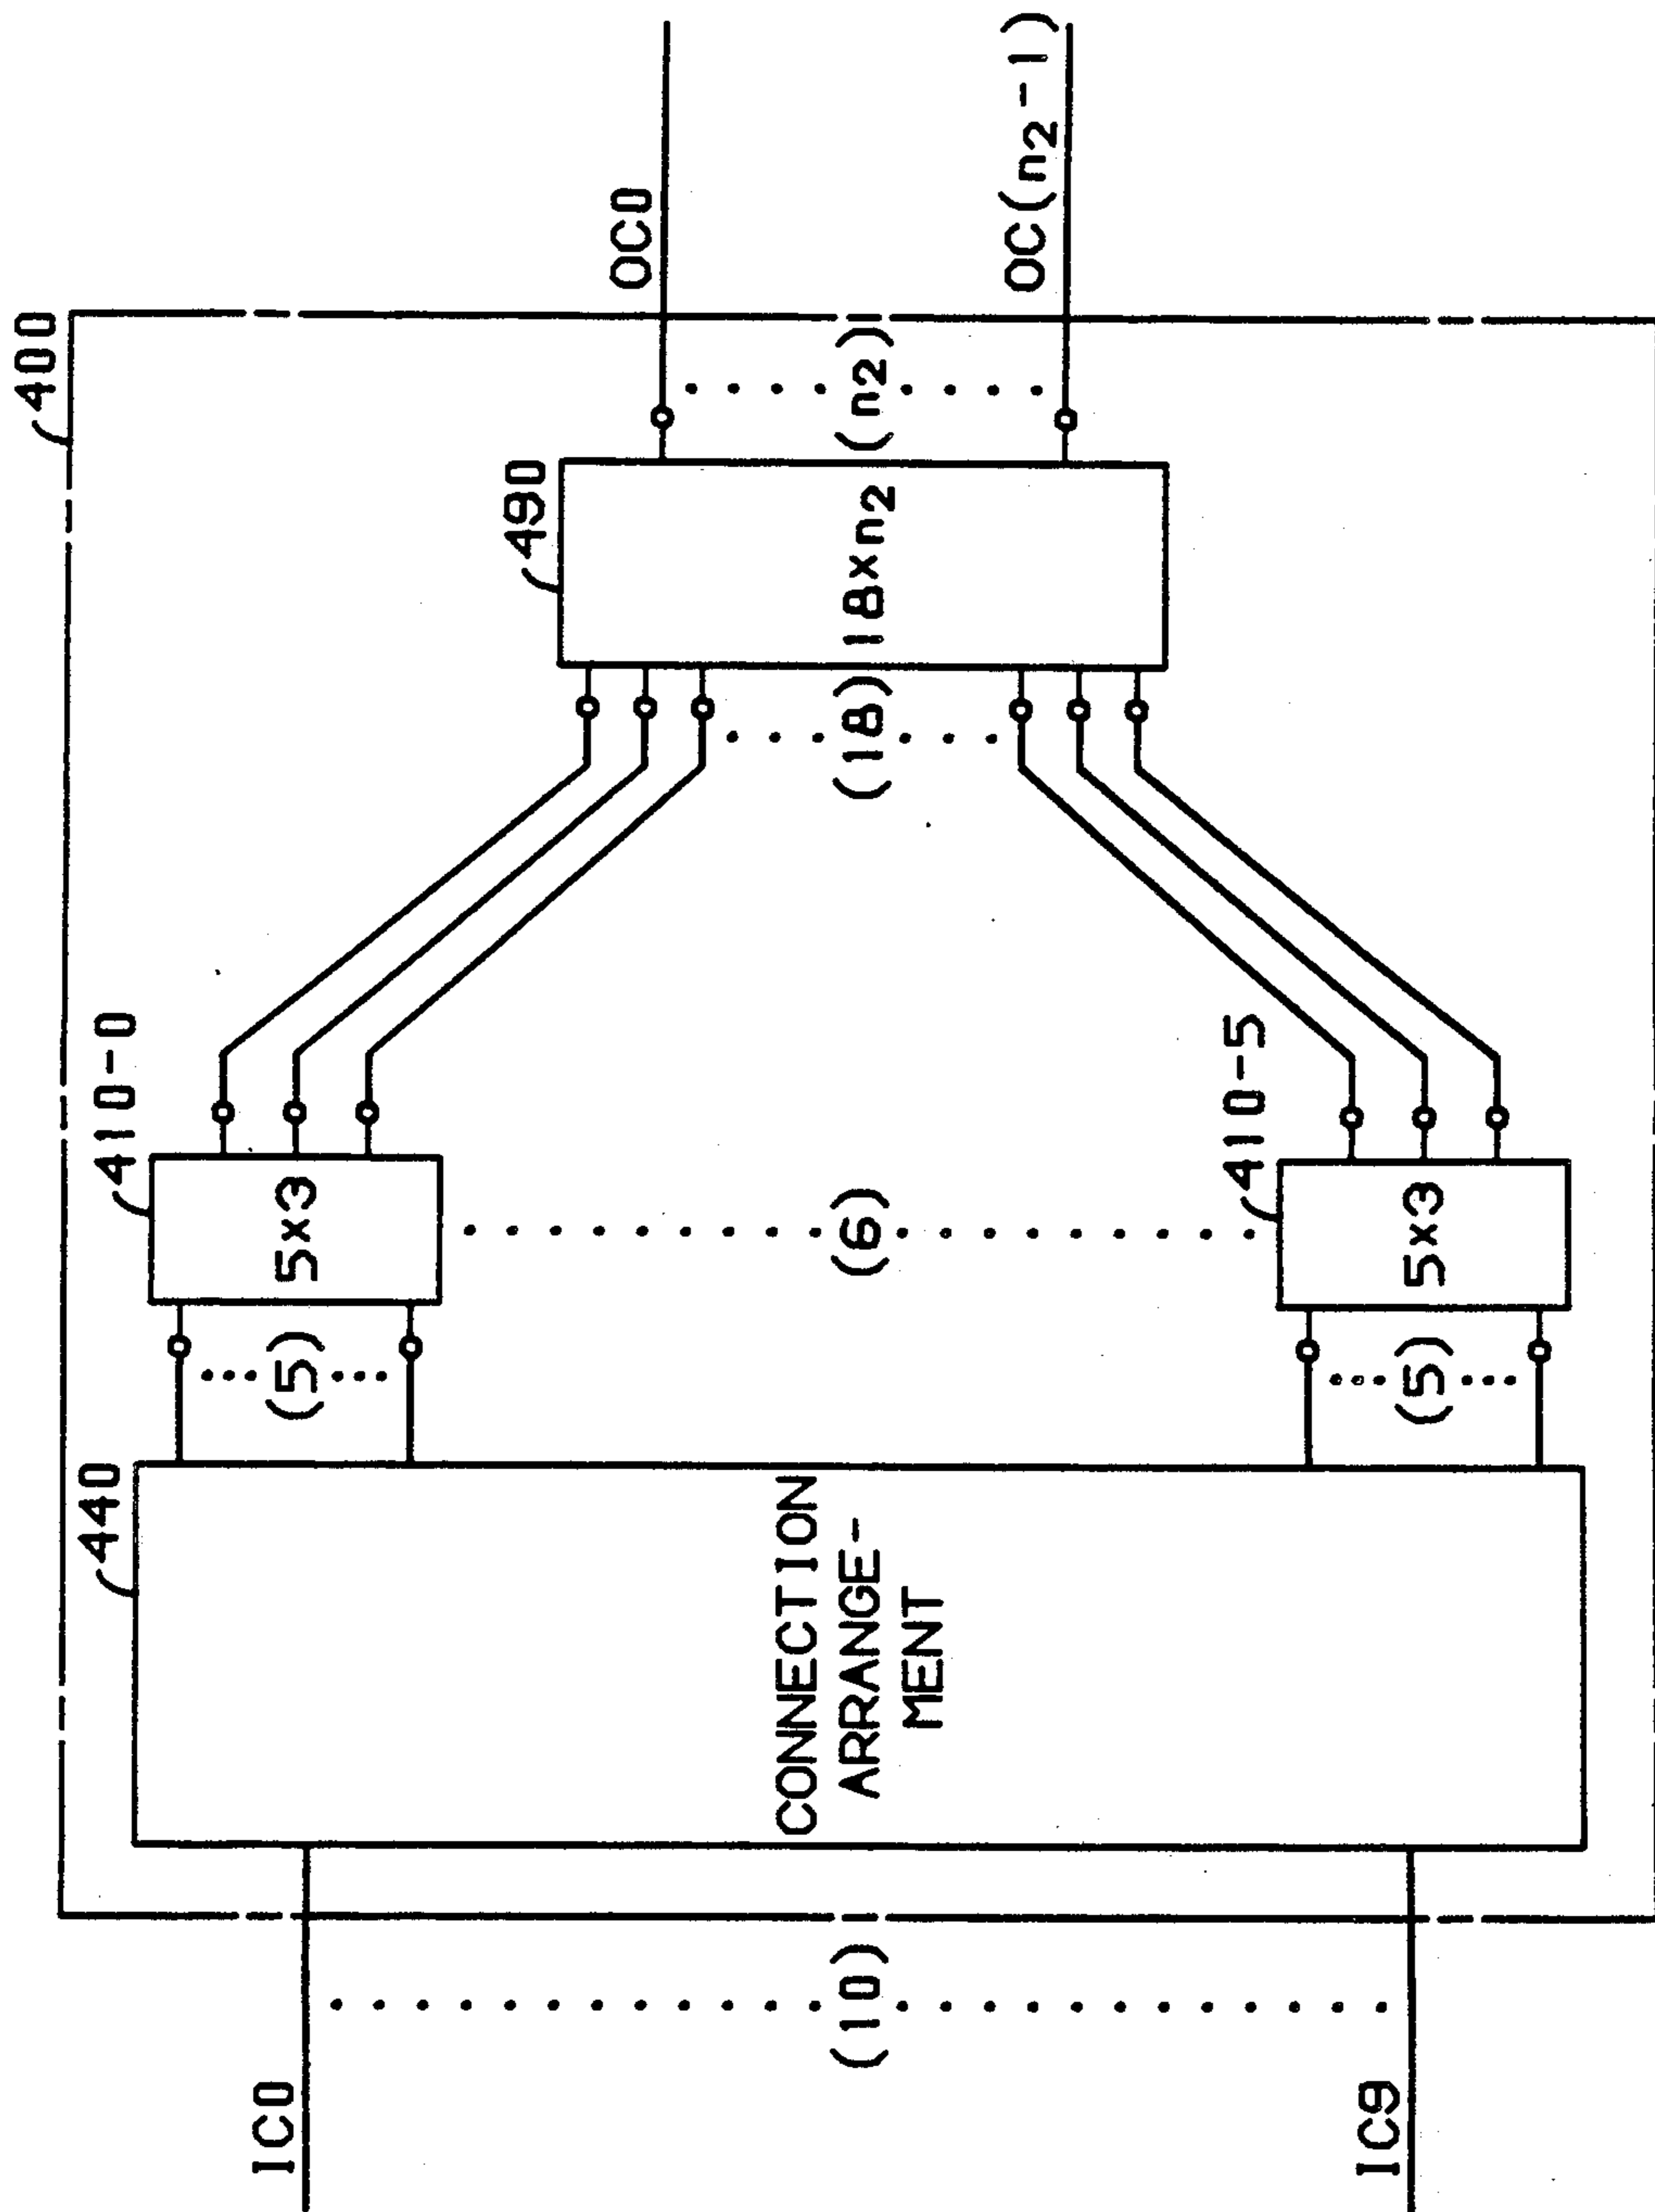 400
440
410-0
490
OC0
OC(n₂-1)
IC0
(10)
IC9
CONNECTION
ARRANGE-
MENT
(5)
5x3
(6)
410-5
(5)
5x3
(18)
18xn₂
(n₂)